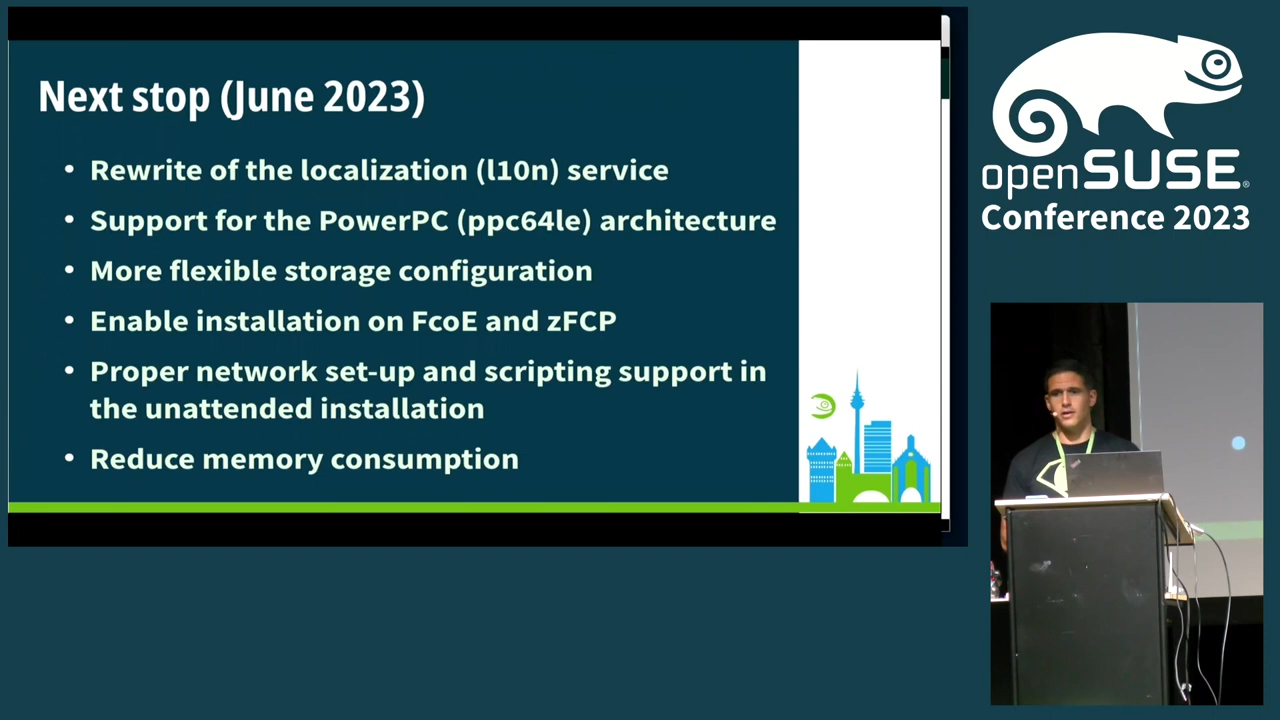 Next stop (June 2023)
• Rewrite of the localization (l10n) service
• Support for the PowerPC (ppc64le) architecture
• More flexible storage configuration
• Enable installation on FcoE and zFCP
• Proper network set-up and scripting support in
the unattended installation
• Reduce memory consumption
openSUSE®
Conference 2023